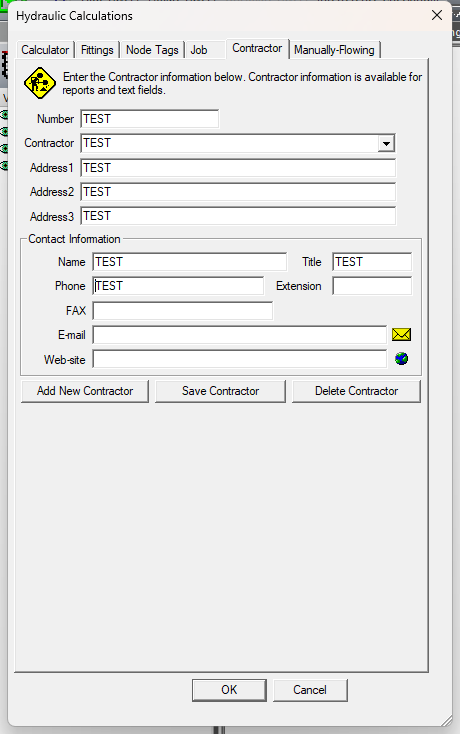 Hydraulic Calculations
Calculator Fittings Node Tags Job Contractor Manually-Flowing
Enter the Contractor information below. Contractor information is available for
reports and text fields.
Number TEST
Contractor TEST
Address1 TEST
Address2 TEST
Address3 TEST
Contact Information
Name TEST Title TEST
Phone TEST Extension
FAX
E-mail
Web-site
Add New Contractor Save Contractor Delete Contractor
OK Cancel